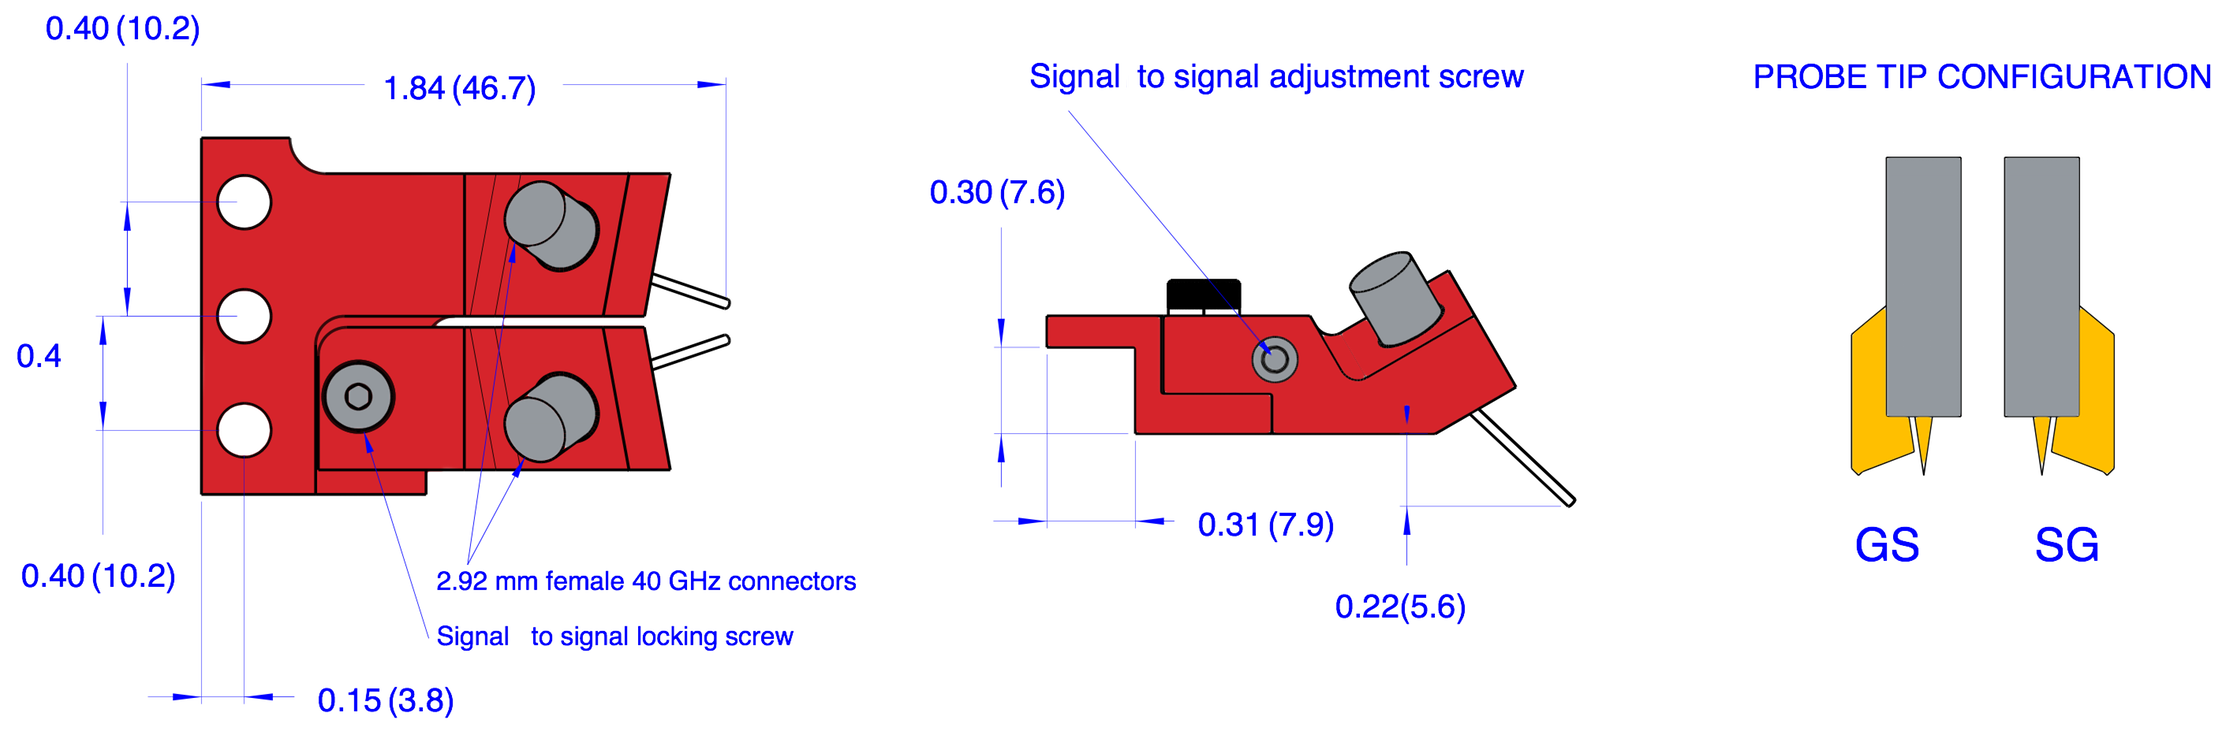 0.40 (10.2)
1.84 (46.7)
0.4
0.40 (10.2)
2.92 mm female 40 GHz connectors
Signal to signal locking screw
0.15 (3.8)
Signal to signal adjustment screw
0.30 (7.6)
0.31 (7.9)
0.22(5.6)
PROBE TIP CONFIGURATION
GS
SG